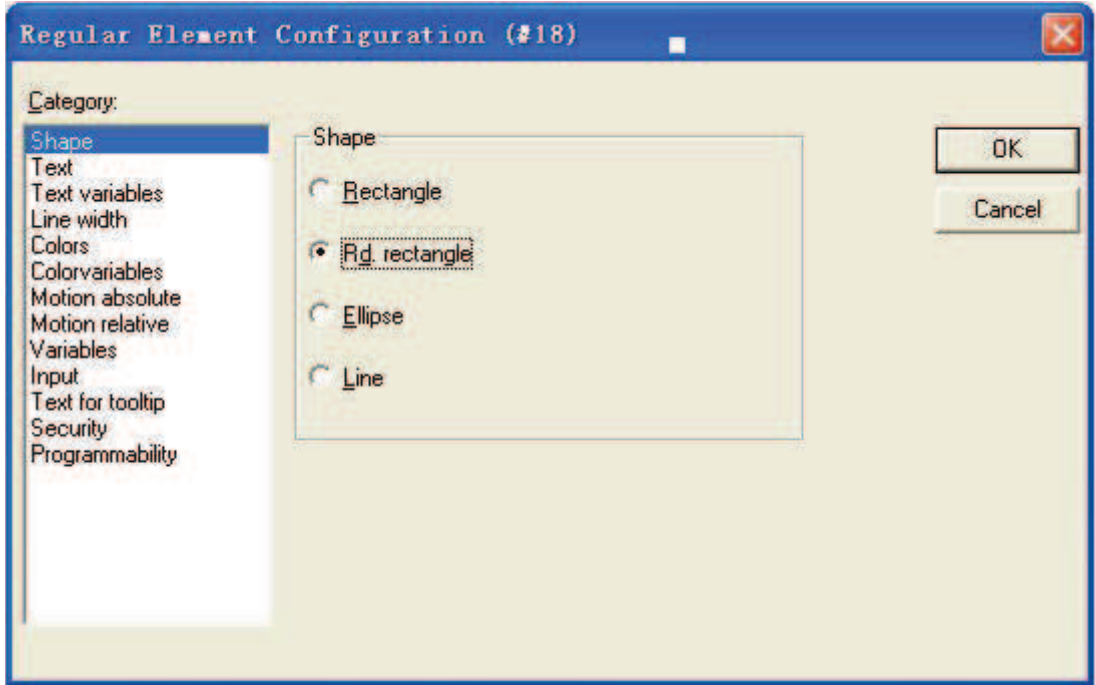 Regular Element Configuration (#18)
Category:
Shape
Text
Text variables
Line width
Colors
Colorvariables
Motion absolute
Motion relative
Variables
Input
Text for tooltip
Security
Programmability
Shape
Rectangle
Rd. rectangle
Ellipse
Line
OK
Cancel